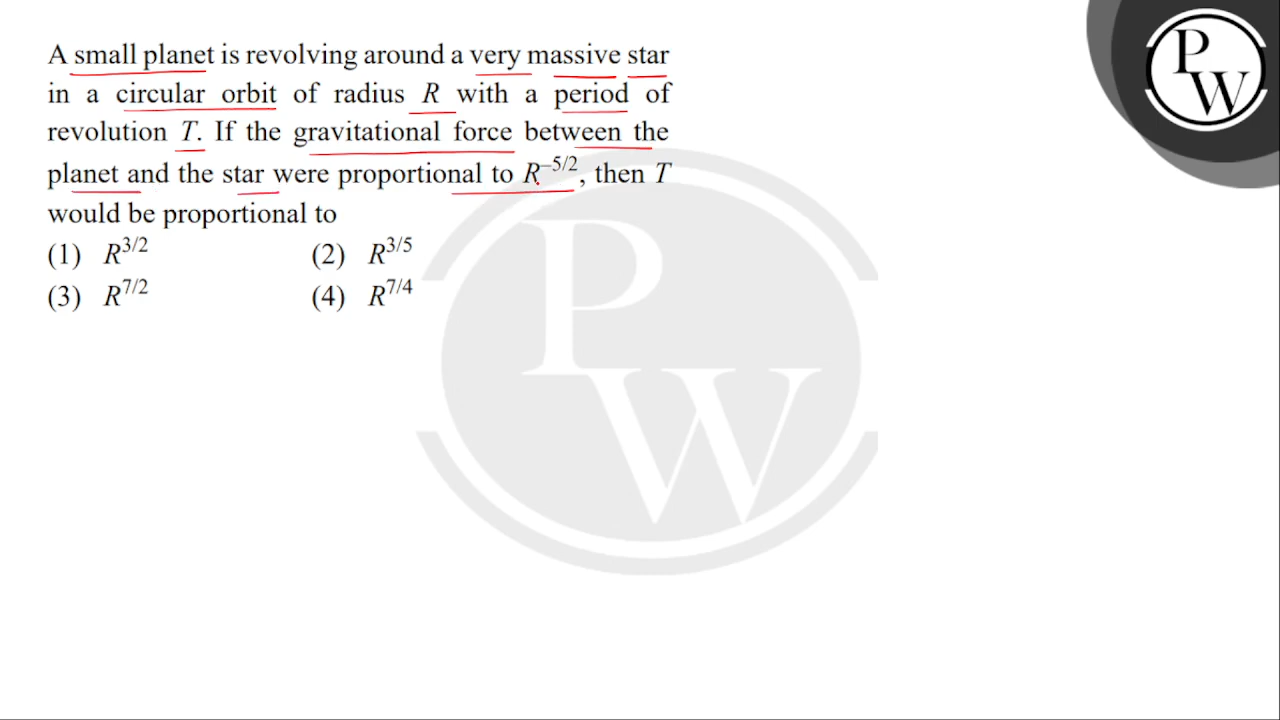 A small planet is revolving around a very massive star
in a circular orbit of radius R with a period of
revolution T. If the gravitational force between the
planet and the star were proportional to R^–5/2, then T
would be proportional to
(1) R^3/2 (2) R^3/5
(3) R^7/2 (4) R^7/4
PW
PW